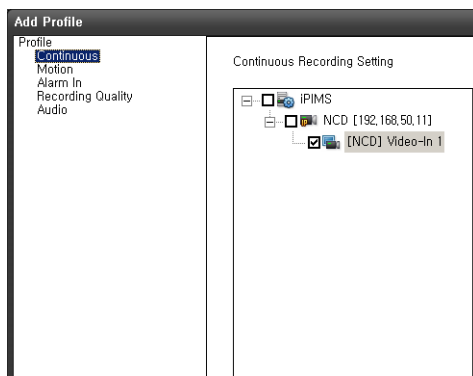 Add Profile
Profile
Continuous
Motion
Alarm In
Recording Quality
Audio
Continuous Recording Setting
iPIMS
NCD [192,168,50,11]
[NCD] Video-In 1